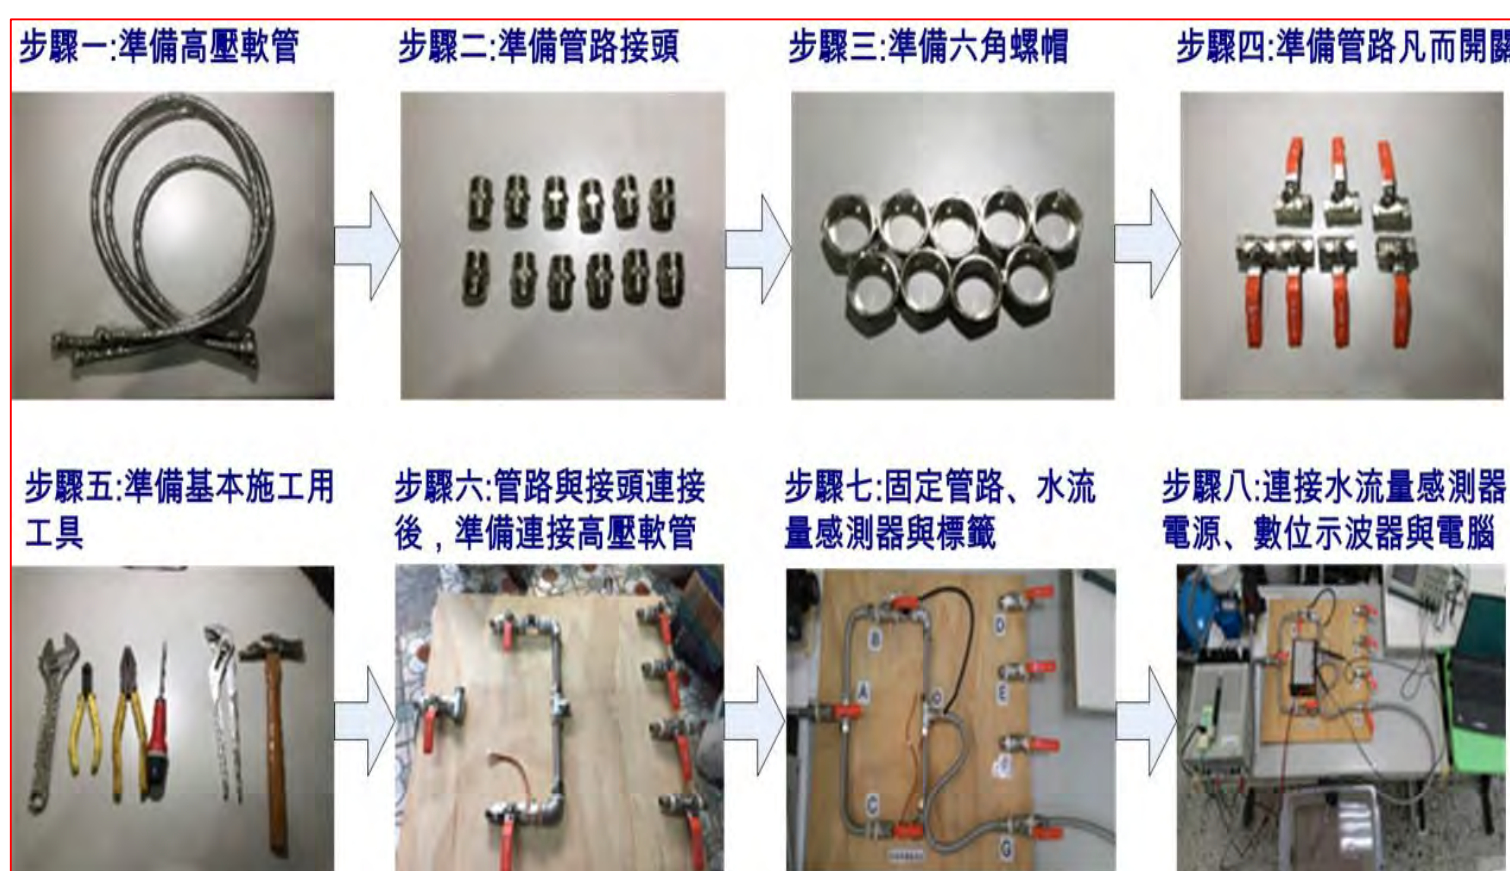 步驟一:準備高壓軟管
步驟二:準備管路接頭
步驟三:準備六角螺帽
步驟四:準備管路凡而開關
步驟五:準備基本施工用
工具
步驟六:管路與接頭連接
後,準備連接高壓軟管
步驟七:固定管路、水流
量感測器與標籤
步驟八:連接水流量感測器
電源、數位示波器與電腦
B
D
A
O
E
F
C
G